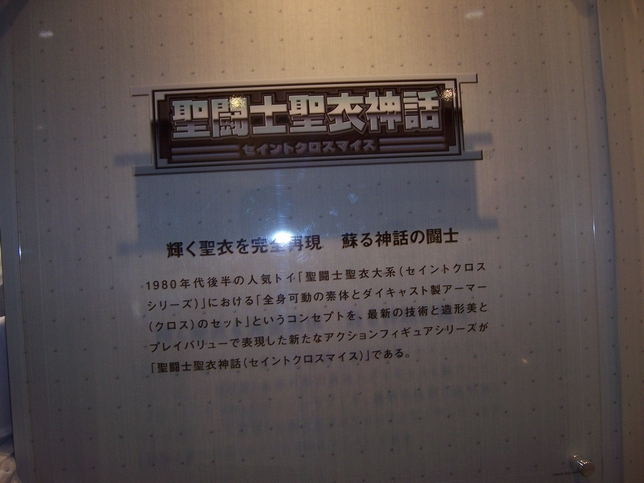 聖闘士聖衣神話
セイントクロスマイス
輝く聖衣を完全再現 蘇る神話の闘士
1980年代後半の人気トイ「聖闘士聖衣大系(セイントクロス
シリーズ)」における「全身可動の素体とダイキャスト製アーマー
(クロス)のセット」というコンセプトを、最新の技術と造形美と
プレイバリューで表現した新たなアクションフィギュアシリーズが
「聖闘士聖衣神話(セイントクロスマイス)」である。